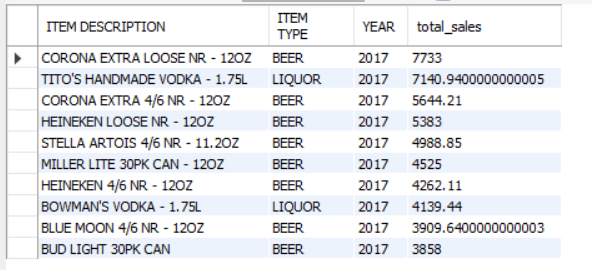 ITEM DESCRIPTION ITEM TYPE YEAR total_sales
CORONA EXTRA LOOSE NR - 12OZ BEER 2017 7733
TITO'S HANDMADE VODKA - 1.75L LIQUOR 2017 7140.9400000000005
CORONA EXTRA 4/6 NR - 12OZ BEER 2017 5644.21
HEINEKEN LOOSE NR - 12OZ BEER 2017 5383
STELLA ARTOIS 4/6 NR - 11.2OZ BEER 2017 4988.85
MILLER LITE 30PK CAN - 12OZ BEER 2017 4525
HEINEKEN 4/6 NR - 12OZ BEER 2017 4262.11
BOWMAN'S VODKA - 1.75L LIQUOR 2017 4139.44
BLUE MOON 4/6 NR - 12OZ BEER 2017 3909.6400000000003
BUD LIGHT 30PK CAN BEER 2017 3858